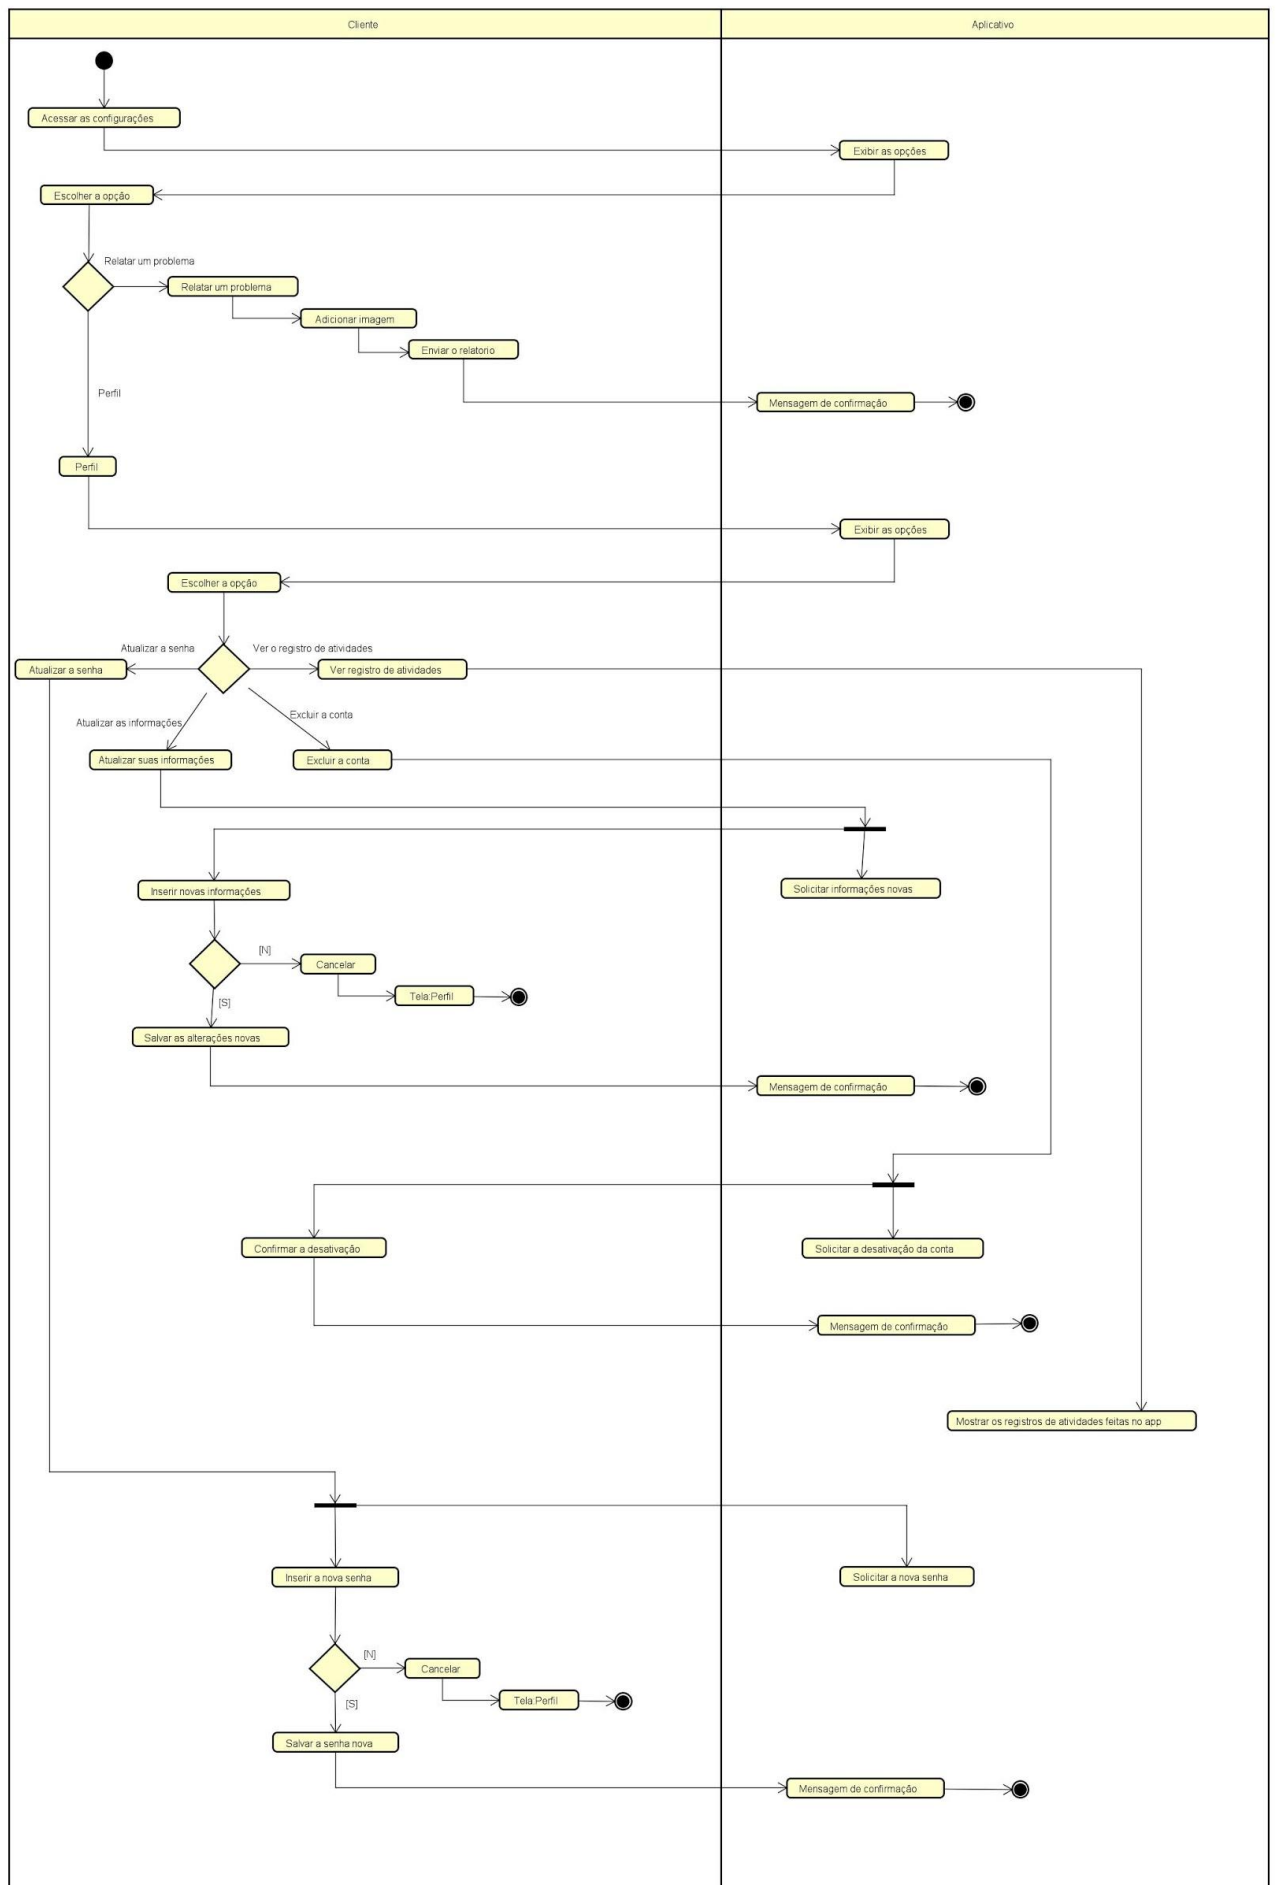 Cliente
Aplicativo
Acessar as configurações
Exibir as opções
Escolher a opção
Relatar um problema
Relatar um problema
Adicionar imagem
Enviar o relatorio
Perfil
Mensagem de confirmação
Perfil
Exibir as opções
Escolher a opção
Atualizar a senha
Ver o registro de atividades
Atualizar a senha
Ver registro de atividades
Atualizar as informações
Excluir a conta
Atualizar suas informações
Excluir a conta
Inserir novas informações
Solicitar informações novas
[N]
Cancelar
Tela:Perfil
[S]
Salvar as alterações novas
Mensagem de confirmação
Confirmar a desativação
Solicitar a desativação da conta
Mensagem de confirmação
Mostrar os registros de atividades feitas no app
Inserir a nova senha
Solicitar a nova senha
[N]
Cancelar
[S]
Tela:Perfil
Salvar a senha nova
Mensagem de confirmação